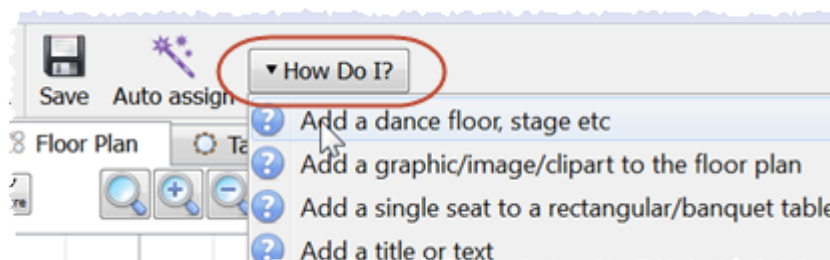 Save Auto assign
How Do I?
Add a dance floor, stage etc
Floor Plan
Add a graphic/image/clipart to the floor plan
Add a single seat to a rectangular/banquet table
Add a title or text